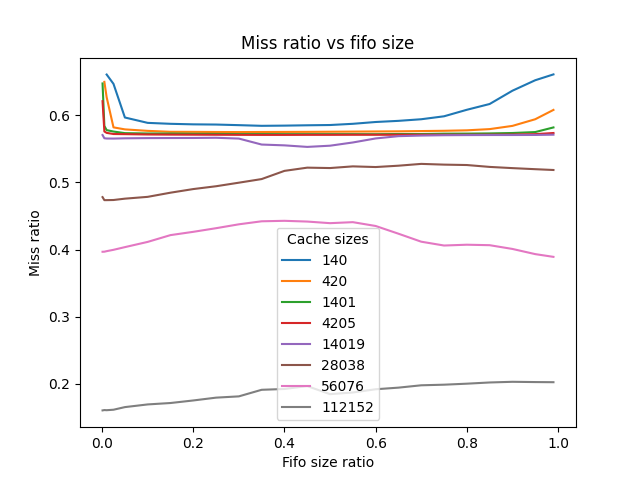 Miss ratio vs fifo size
Miss ratio
0.6
0.5
0.4
0.3
0.2
Cache sizes
140
420
1401
4205
14019
28038
56076
112152
0.0 0.2 0.4 0.6 0.8 1.0
Fifo size ratio